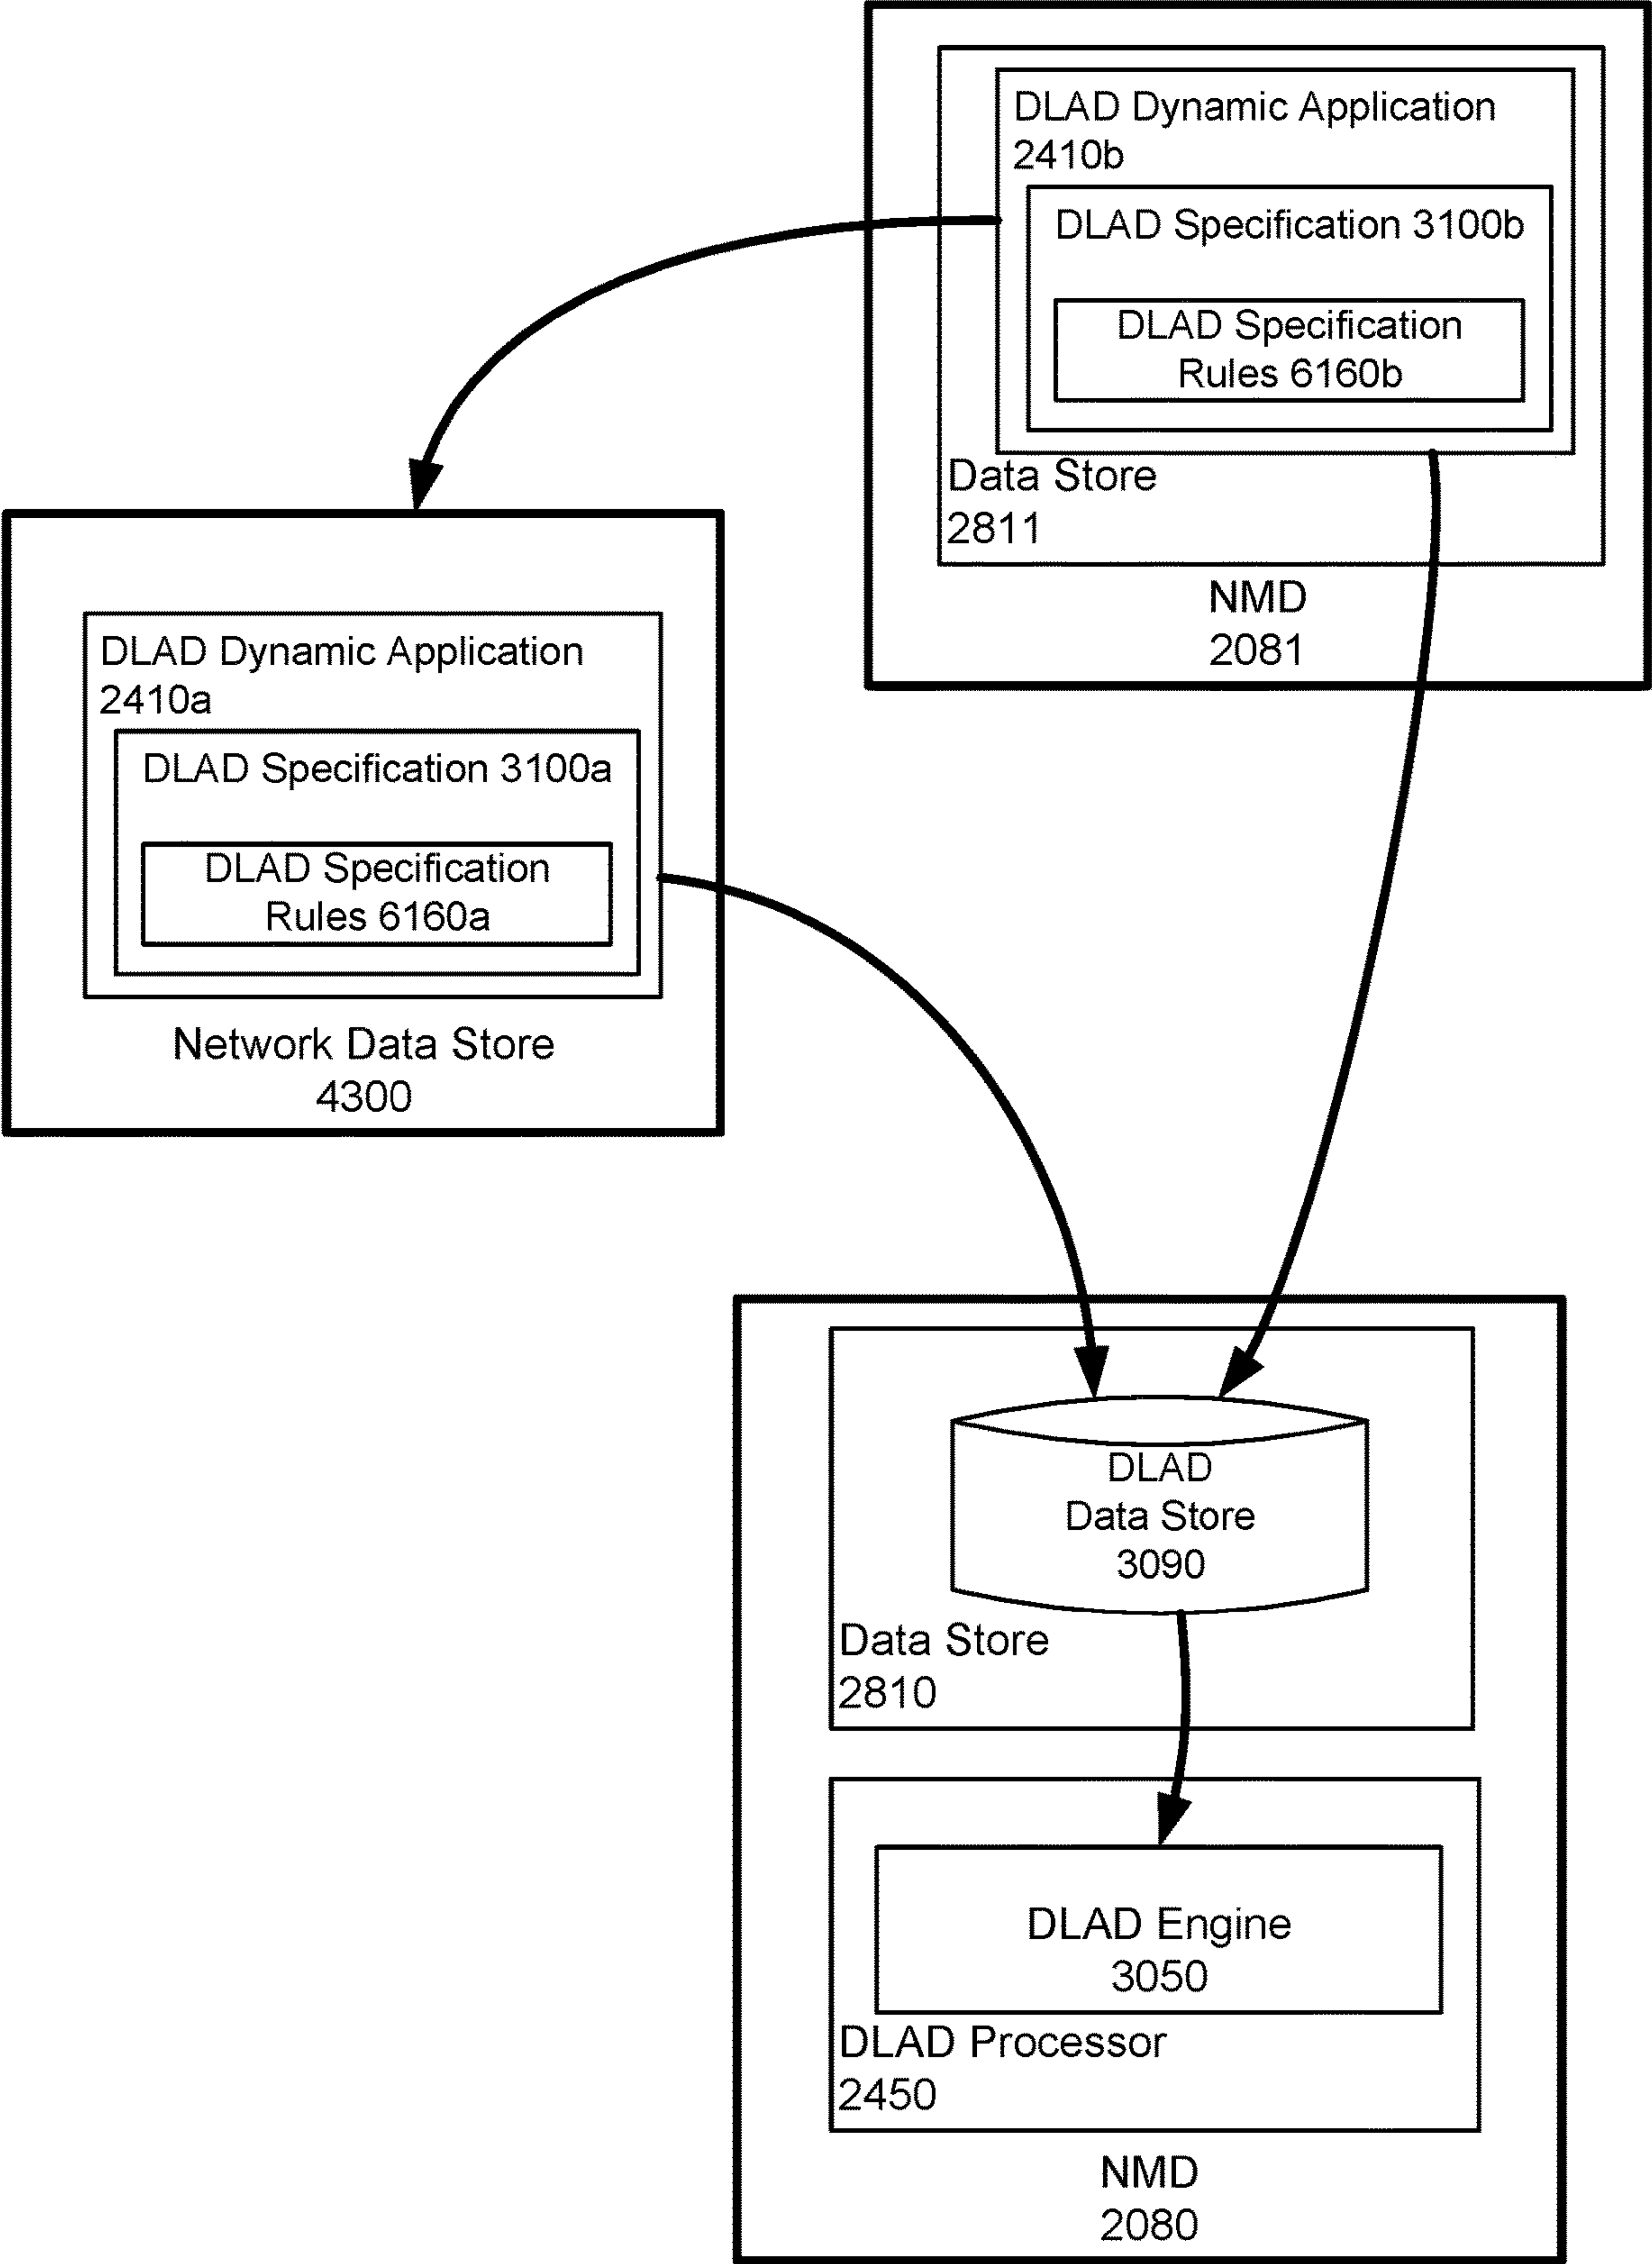 DLAD Dynamic Application
2410b
DLAD Specification 3100b
DLAD Specification
Rules 6160b
Data Store
2811
NMD
2081
DLAD Dynamic Application
2410a
DLAD Specification 3100a
DLAD Specification
Rules 6160a
Network Data Store
4300
DLAD
Data Store
3090
Data Store
2810
DLAD Engine
3050
DLAD Processor
2450
NMD
2080